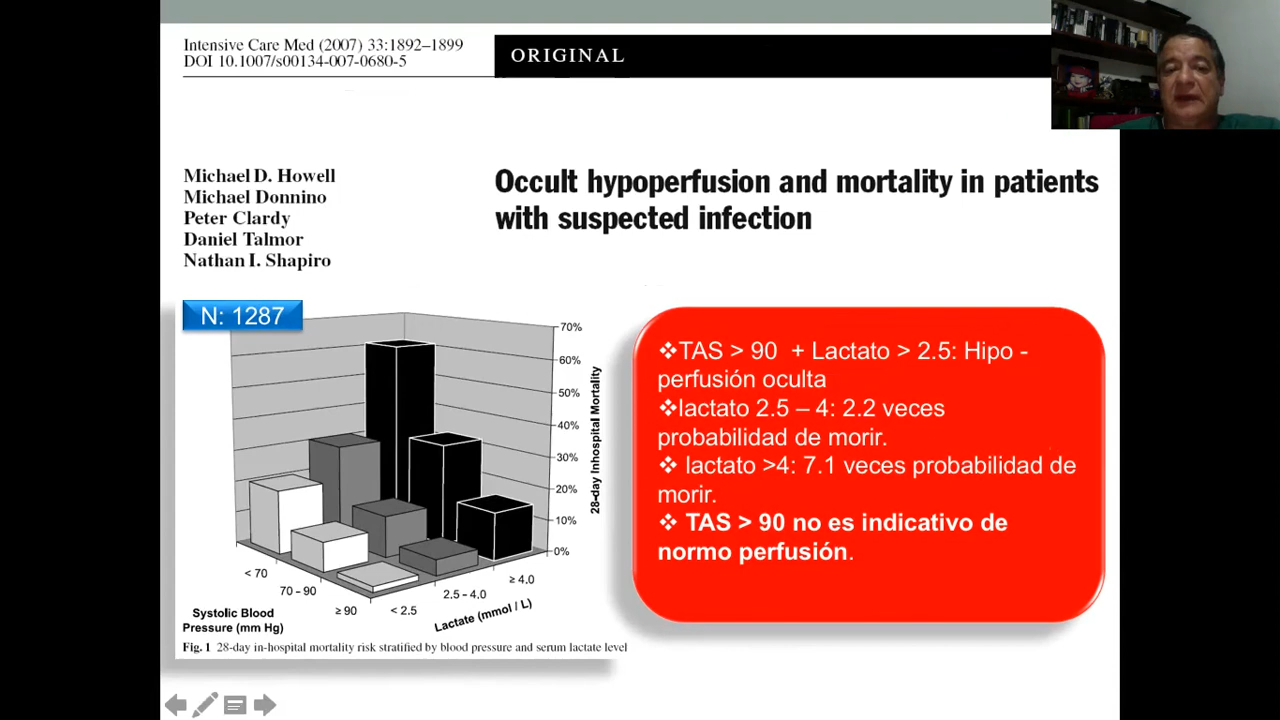 Intensive Care Med (2007) 33:1892–1899
DOI 10.1007/s00134-007-0680-5
ORIGINAL
Michael D. Howell
Michael Donnino
Peter Clardy
Daniel Talmor
Nathan I. Shapiro
Occult hypoperfusion and mortality in patients
with suspected infection
N: 1287
70%
60%
50%
40%
30%
20%
10%
0%
28-day Inhospital Mortality
< 70
70 – 90
≥ 90
Systolic Blood
Pressure (mm Hg)
< 2.5
2.5 – 4.0
≥ 4.0
Lactate (mmol / L)
Fig. 1 28-day in-hospital mortality risk stratified by blood pressure and serum lactate level
❖TAS > 90 + Lactato > 2.5: Hipo -
perfusión oculta
❖lactato 2.5 – 4: 2.2 veces
probabilidad de morir.
❖ lactato >4: 7.1 veces probabilidad de
morir.
❖ TAS > 90 no es indicativo de
normo perfusión.